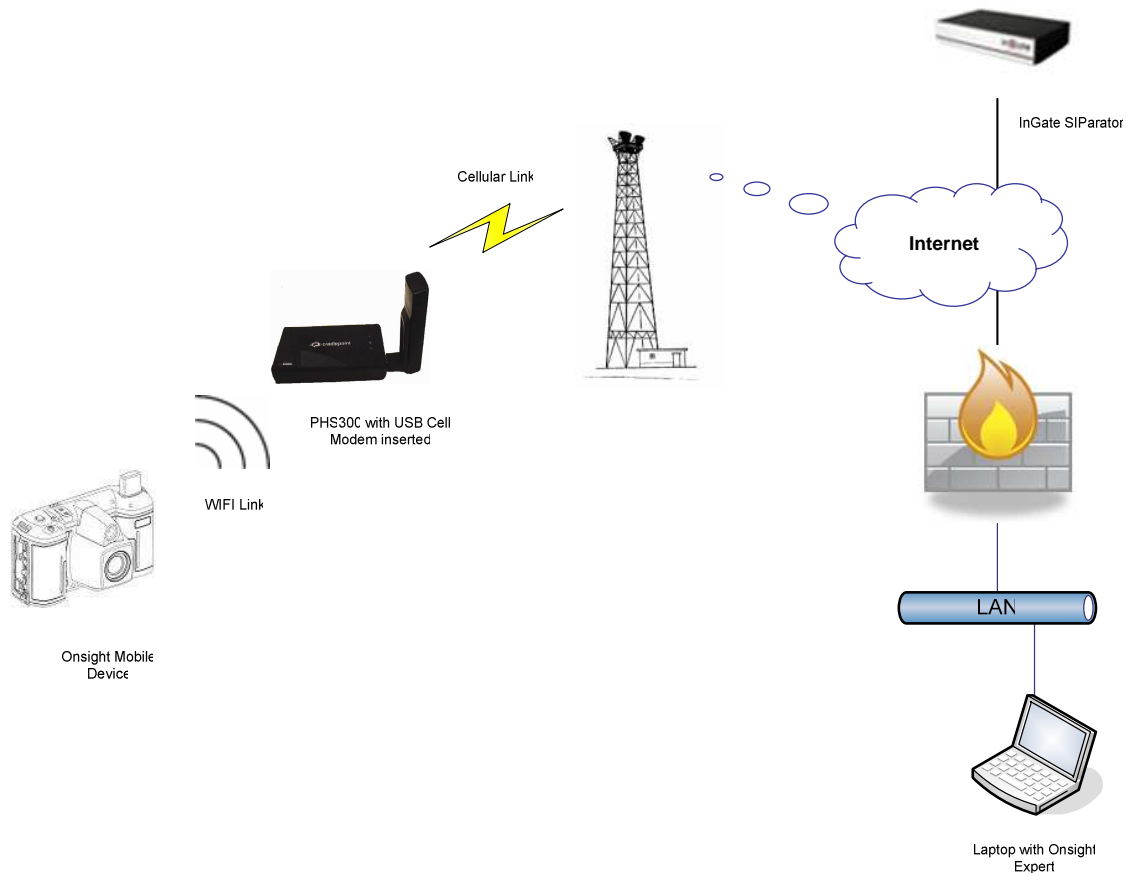 InGate SIParator
Cellular Link
Internet
cradlepoint
PHS300 with USB Cell
Modem inserted
WIFI Link
LAN
Onsight Mobile
Device
Laptop with Onsight
Expert